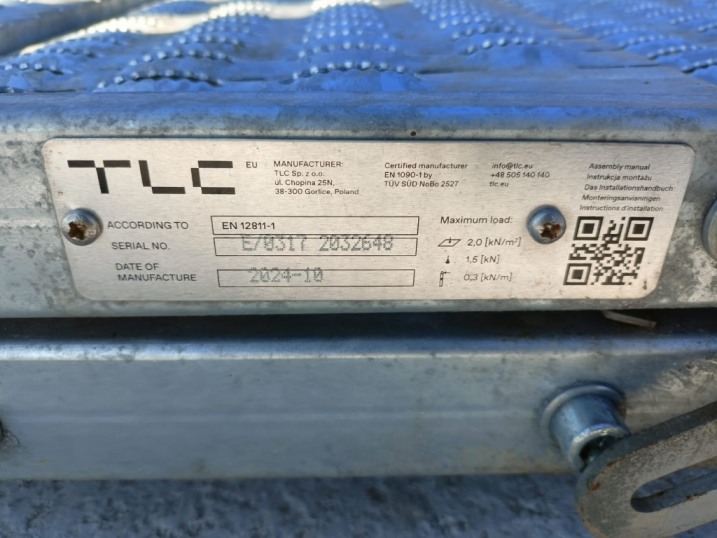 TLC EU
MANUFACTURER:
TLC Sp. z o.o.
ul. Chopina 25N,
38-300 Gorlice, Poland
Certified manufacturer
EN 1090-1 by
TÜV SÜD NoBo 2527
info@tlc.eu
+48 505 140 140
tlc.eu
Assembly manual
Instrukcja montażu
Das Installationshandbuch
Monteringsanvisningen
Instructions d'installation
ACCORDING TO EN 12811-1
SERIAL NO. E/0317 2032648
DATE OF
MANUFACTURE 2024-10
Maximum load:
2,0 [kN/m²]
1,5 [kN]
0,3 [kN/m]